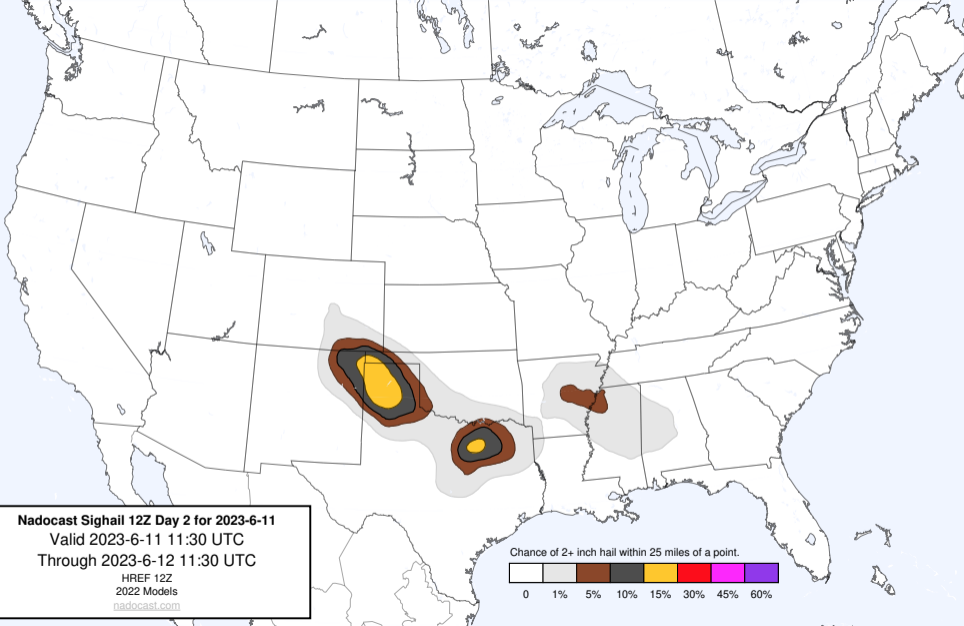 Nadocast Sighail 12Z Day 2 for 2023-6-11
Valid 2023-6-11 11:30 UTC
Through 2023-6-12 11:30 UTC
HREF 12Z
2022 Models
nadocast.com
Chance of 2+ inch hail within 25 miles of a point.
0 1% 5% 10% 15% 30% 45% 60%